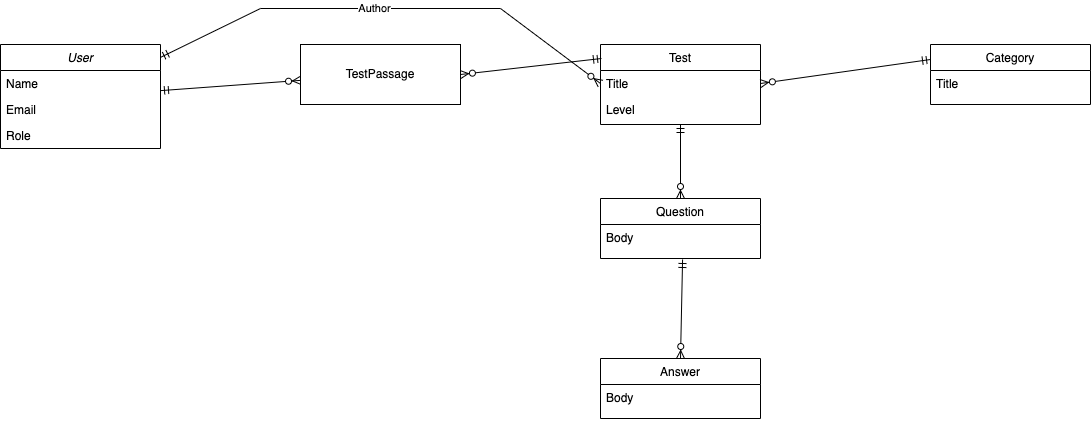 Author
User
Name
Email
Role
TestPassage
Test
Title
Level
Category
Title
Question
Body
Answer
Body